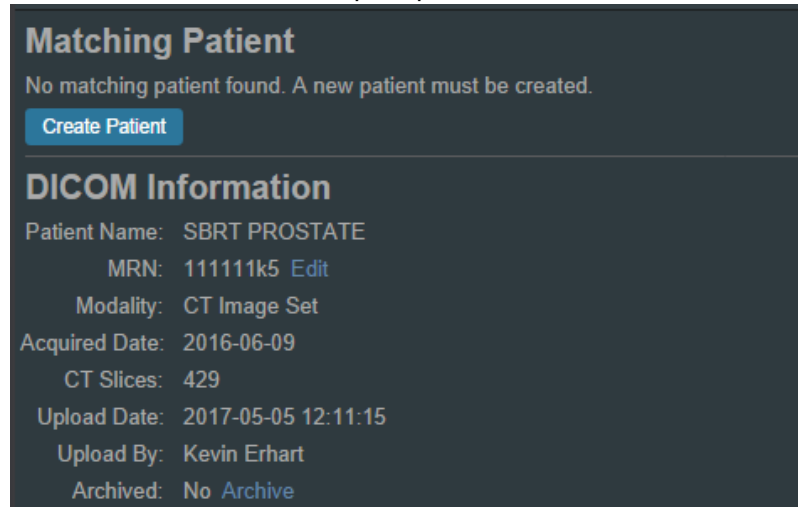 Matching Patient
No matching patient found. A new patient must be created.
Create Patient
DICOM Information
Patient Name: SBRT PROSTATE
MRN: 111111k5 Edit
Modality: CT Image Set
Acquired Date: 2016-06-09
CT Slices: 429
Upload Date: 2017-05-05 12:11:15
Upload By: Kevin Erhart
Archived: No Archive